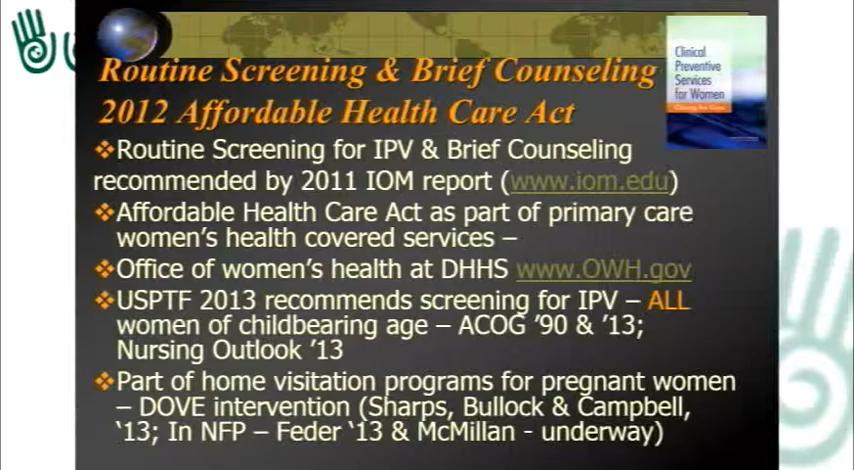 Routine Screening & Brief Counseling
2012 Affordable Health Care Act
Clinical
Preventive
Services
for Women
❖Routine Screening for IPV & Brief Counseling
recommended by 2011 IOM report (www.iom.edu)
❖Affordable Health Care Act as part of primary care
women's health covered services –
❖Office of women's health at DHHS www.OWH.gov
❖USPTF 2013 recommends screening for IPV – ALL
women of childbearing age – ACOG '90 & '13;
Nursing Outlook '13
❖Part of home visitation programs for pregnant women
– DOVE intervention (Sharps, Bullock & Campbell,
'13; In NFP – Feder '13 & McMillan - underway)